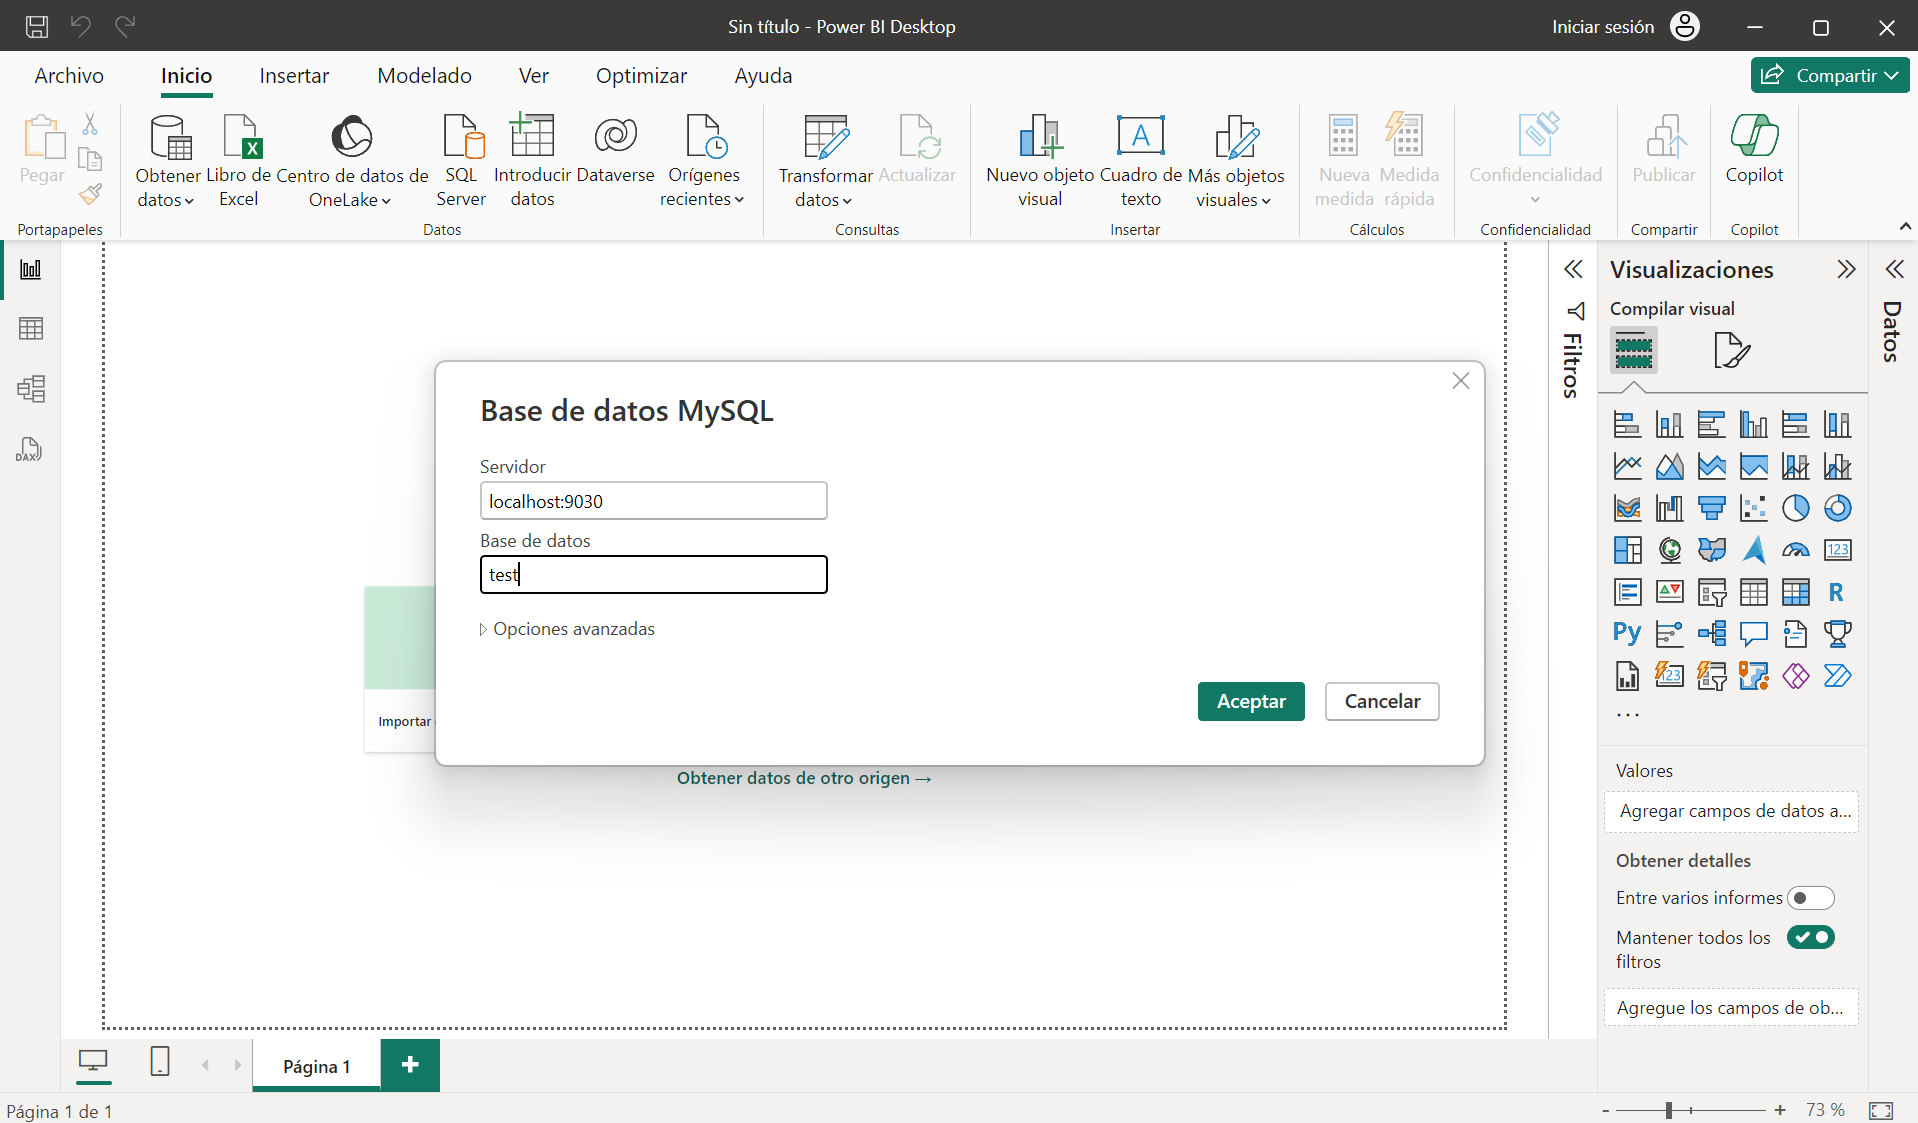 Sin título - Power BI Desktop
Iniciar sesión
Archivo
Inicio
Insertar
Modelado
Ver
Optimizar
Ayuda
Compartir
Pegar
Obtener datos
Libro de Excel
Centro de datos de OneLake
SQL Server
Introducir datos
Dataverse
Orígenes recientes
Transformar datos
Actualizar
Nuevo objeto visual
Cuadro de texto
Más objetos visuales
Nueva medida
Medida rápida
Confidencialidad
Publicar
Copilot
Portapapeles
Datos
Consultas
Insertar
Cálculos
Confidencialidad
Compartir
Copilot
DAX
Base de datos MySQL
Servidor
localhost:9030
Base de datos
test
Opciones avanzadas
Aceptar
Cancelar
Importar
Obtener datos de otro origen →
Filtros
Visualizaciones
Compilar visual
123
R
Py
123
...
Valores
Agregar campos de datos a...
Obtener detalles
Entre varios informes
Mantener todos los
filtros
Agregue los campos de ob...
Datos
Página 1
+
Página 1 de 1
- + 73 %